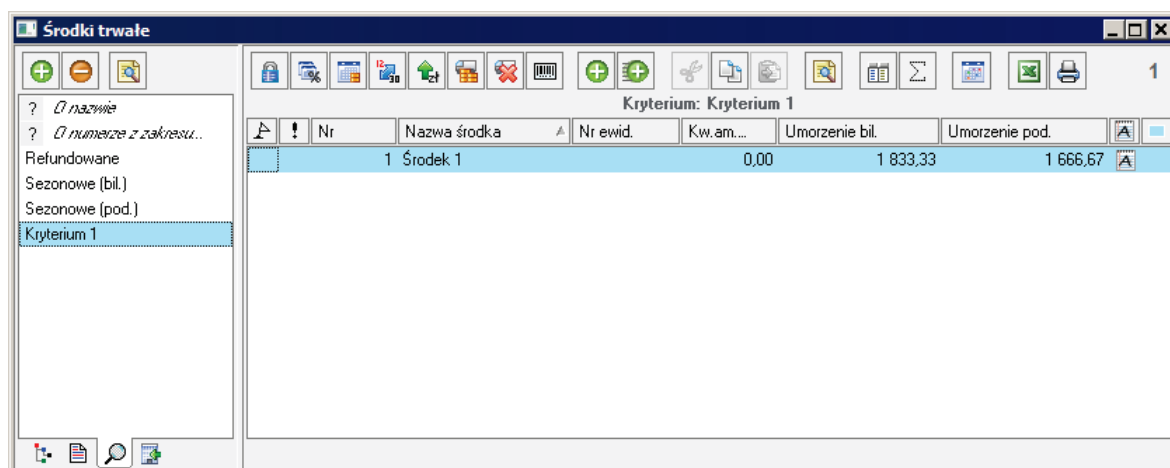 Środki trwałe
1
Kryterium: Kryterium 1
? O nazwie
? O numerze z zakresu...
Refundowane
Sezonowe (bil.)
Sezonowe (pod.)
Kryterium 1
! Nr Nazwa środka Nr ewid. Kw.am.... Umorzenie bil. Umorzenie pod. A
1 Środek 1 0,00 1 833,33 1 666,67 A